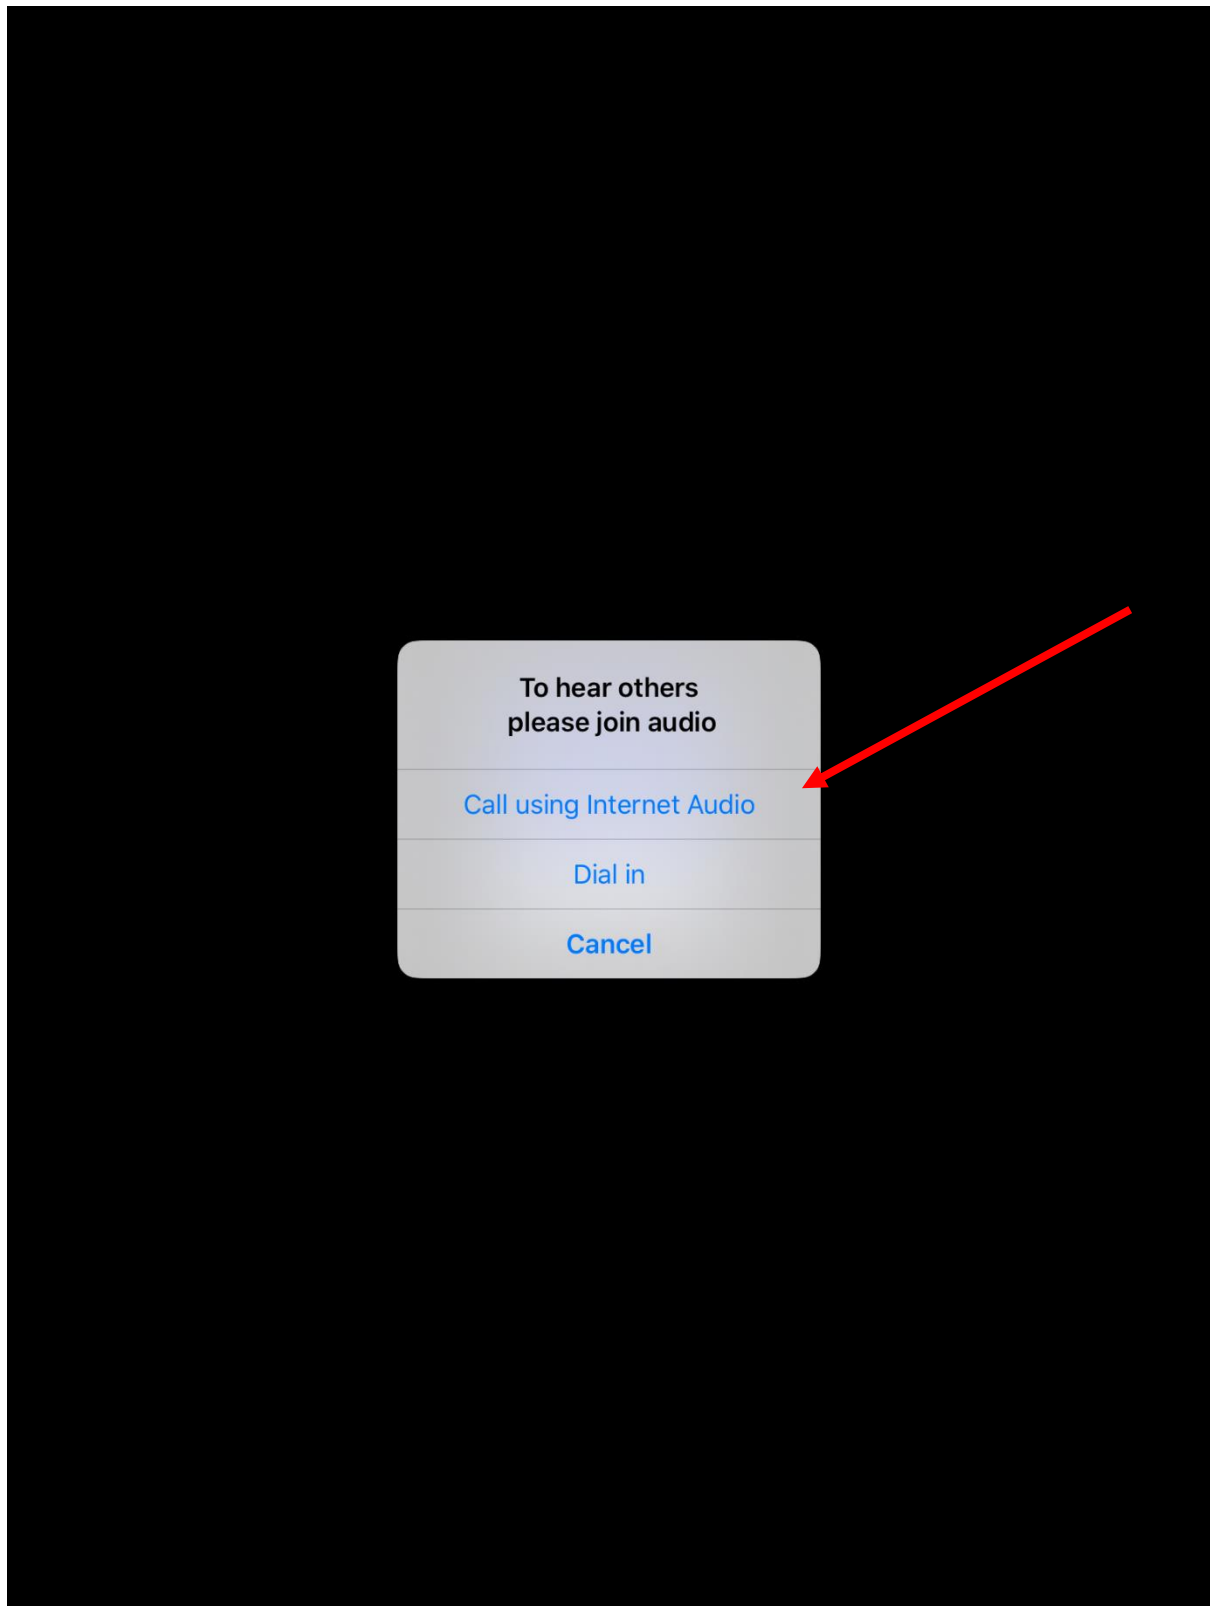 To hear others
please join audio
Call using Internet Audio
Dial in
Cancel